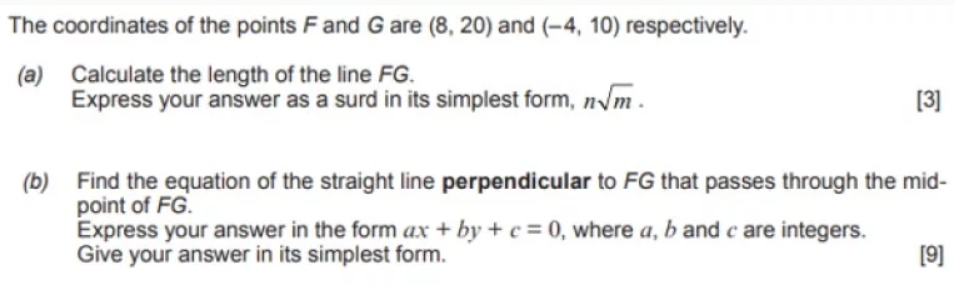 The coordinates of the points F and G are (8, 20) and (−4, 10) respectively.
(a) Calculate the length of the line FG.
Express your answer as a surd in its simplest form, n√m . [3]
(b) Find the equation of the straight line perpendicular to FG that passes through the mid-
point of FG.
Express your answer in the form ax + by + c = 0, where a, b and c are integers.
Give your answer in its simplest form. [9]